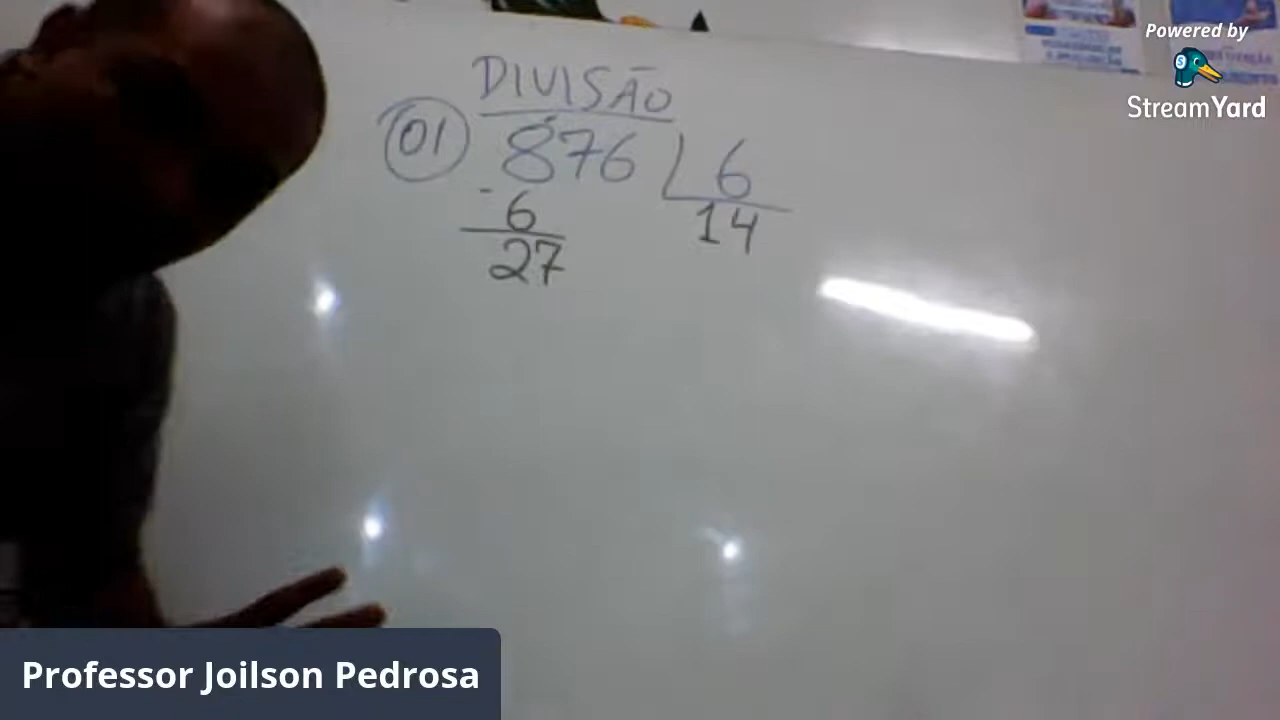 Powered by
StreamYard
DIVISÃO
01 876 6
- 6 14
27
Professor Joilson Pedrosa